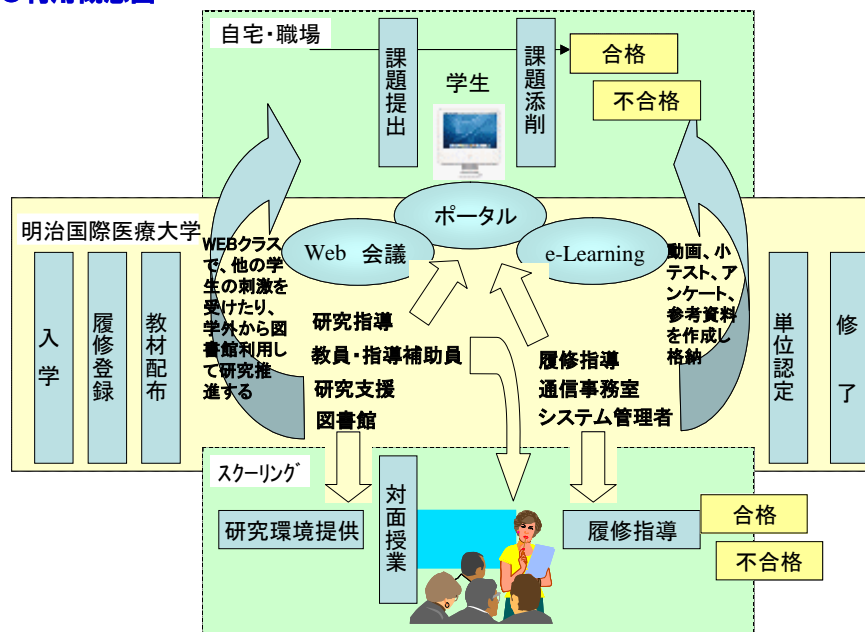 自宅・職場
課題提出
課題添削
合格
不合格
学生
明治国際医療大学
ポータル
Web 会議
e-Learning
WEBクラス
で、他の学
生の刺激を
受けたり、
学外から図
書館利用し
て研究推
進する
動画、小
テスト、ア
ンケート、
参考資料
を作成し
格納
入学
履修登録
教材配布
研究指導
教員・指導補助員
研究支援
図書館
履修指導
通信事務室
システム管理者
単位認定
修了
スクーリング
研究環境提供
対面授業
履修指導
合格
不合格